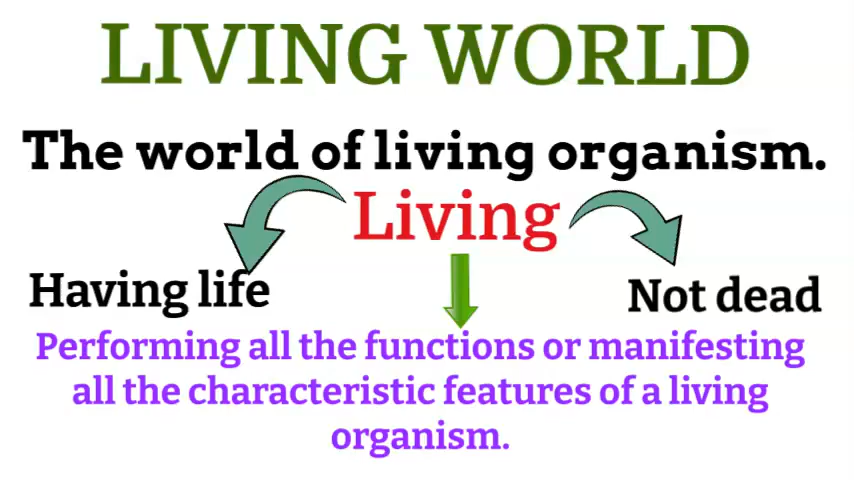 LIVING WORLD
The world of living organism.
Living
Having life
Not dead
Performing all the functions or manifesting
all the characteristic features of a living
organism.